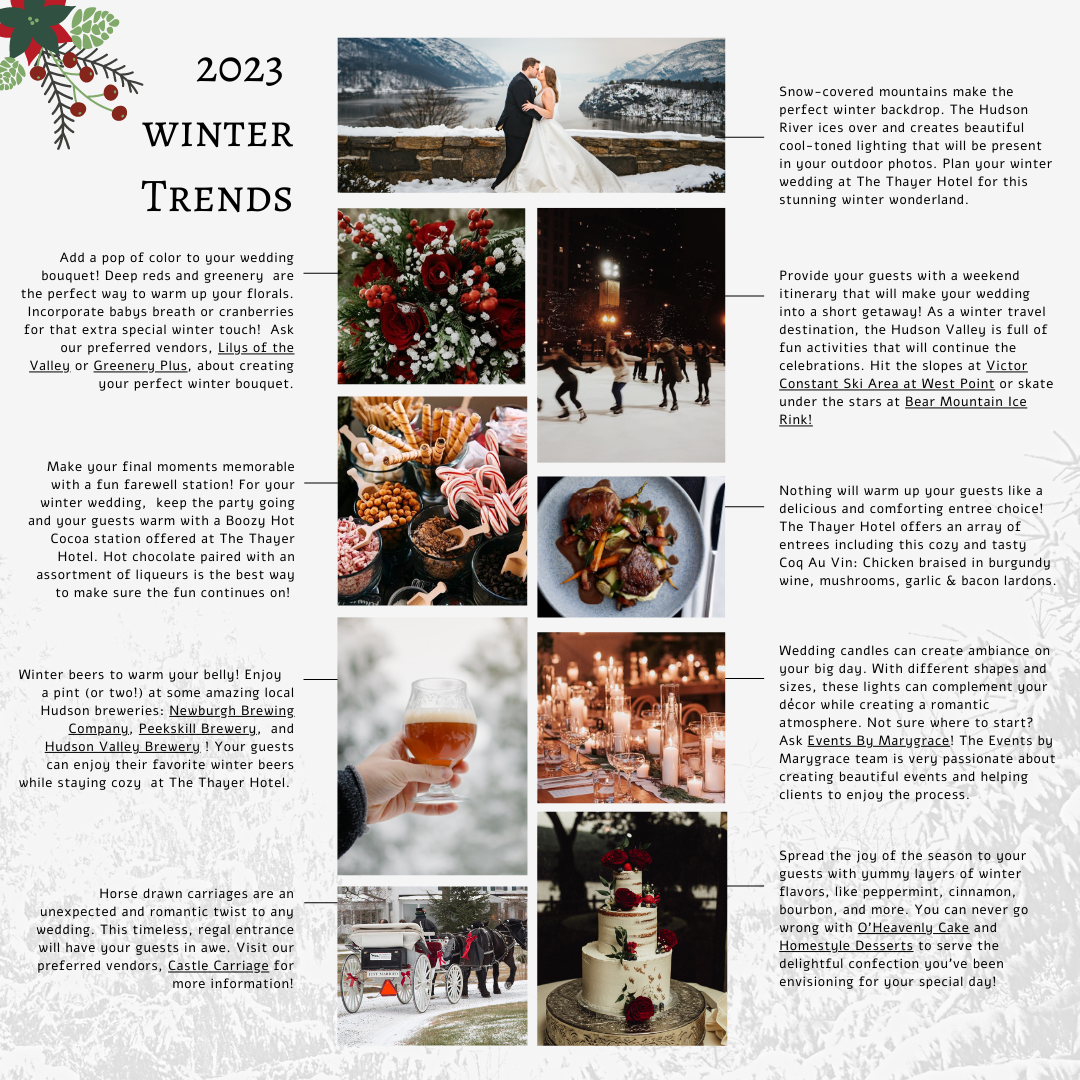 2023
WINTER
TRENDS
Add a pop of color to your wedding
bouquet! Deep reds and greenery are
the perfect way to warm up your florals.
Incorporate babys breath or cranberries
for that extra special winter touch! Ask
our preferred vendors, Lilys of the
Valley or Greenery Plus, about creating
your perfect winter bouquet.
Make your final moments memorable
with a fun farewell station! For your
winter wedding, keep the party going
and your guests warm with a Boozy Hot
Cocoa station offered at The Thayer
Hotel. Hot chocolate paired with an
assortment of liqueurs is the best way
to make sure the fun continues on!
Winter beers to warm your belly! Enjoy
a pint (or two!) at some amazing local
Hudson breweries: Newburgh Brewing
Company, Peekskill Brewery, and
Hudson Valley Brewery ! Your guests
can enjoy their favorite winter beers
while staying cozy at The Thayer Hotel.
Horse drawn carriages are an
unexpected and romantic twist to any
wedding. This timeless, regal entrance
will have your guests in awe. Visit our
preferred vendors, Castle Carriage for
more information!
Snow-covered mountains make the
perfect winter backdrop. The Hudson
River ices over and creates beautiful
cool-toned lighting that will be present
in your outdoor photos. Plan your winter
wedding at The Thayer Hotel for this
stunning winter wonderland.
Provide your guests with a weekend
itinerary that will make your wedding
into a short getaway! As a winter travel
destination, the Hudson Valley is full of
fun activities that will continue the
celebrations. Hit the slopes at Victor
Constant Ski Area at West Point or skate
under the stars at Bear Mountain Ice
Rink!
Nothing will warm up your guests like a
delicious and comforting entree choice!
The Thayer Hotel offers an array of
entrees including this cozy and tasty
Coq Au Vin: Chicken braised in burgundy
wine, mushrooms, garlic & bacon lardons.
Wedding candles can create ambiance on
your big day. With different shapes and
sizes, these lights can complement your
décor while creating a romantic
atmosphere. Not sure where to start?
Ask Events By Marygrace! The Events by
Marygrace team is very passionate about
creating beautiful events and helping
clients to enjoy the process.
Spread the joy of the season to your
guests with yummy layers of winter
flavors, like peppermint, cinnamon,
bourbon, and more. You can never go
wrong with O'Heavenly Cake and
Homestyle Desserts to serve the
delightful confection you've been
envisioning for your special day!